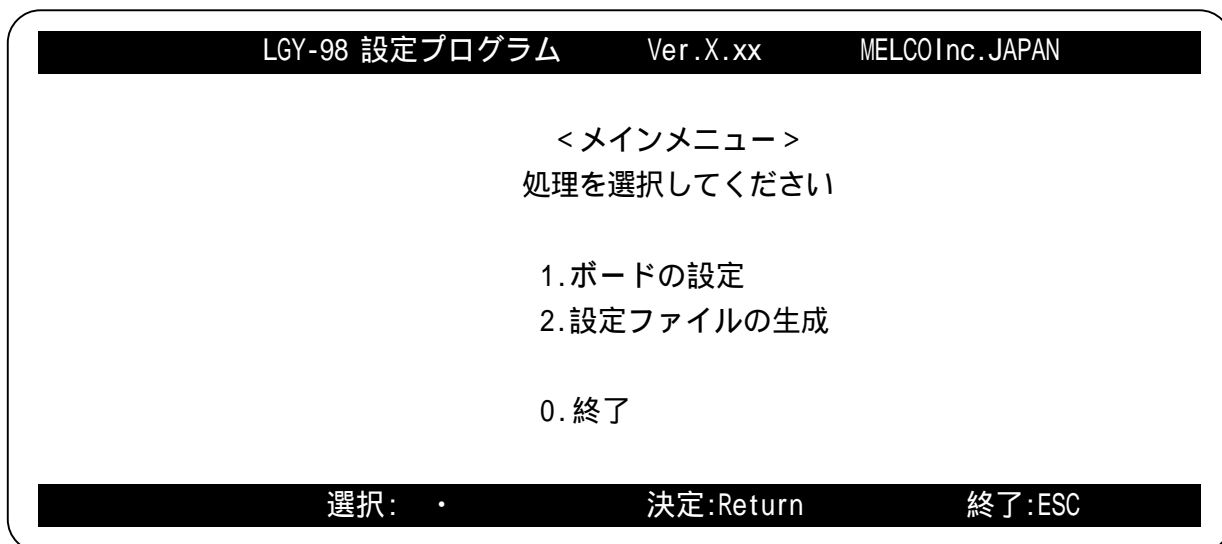 LGY-98 設定プログラム Ver.X.xx MELCOInc.JAPAN
<メインメニュー>
処理を選択してください
1.ボードの設定
2.設定ファイルの生成
0.終了
選択: ・ 決定:Return 終了:ESC